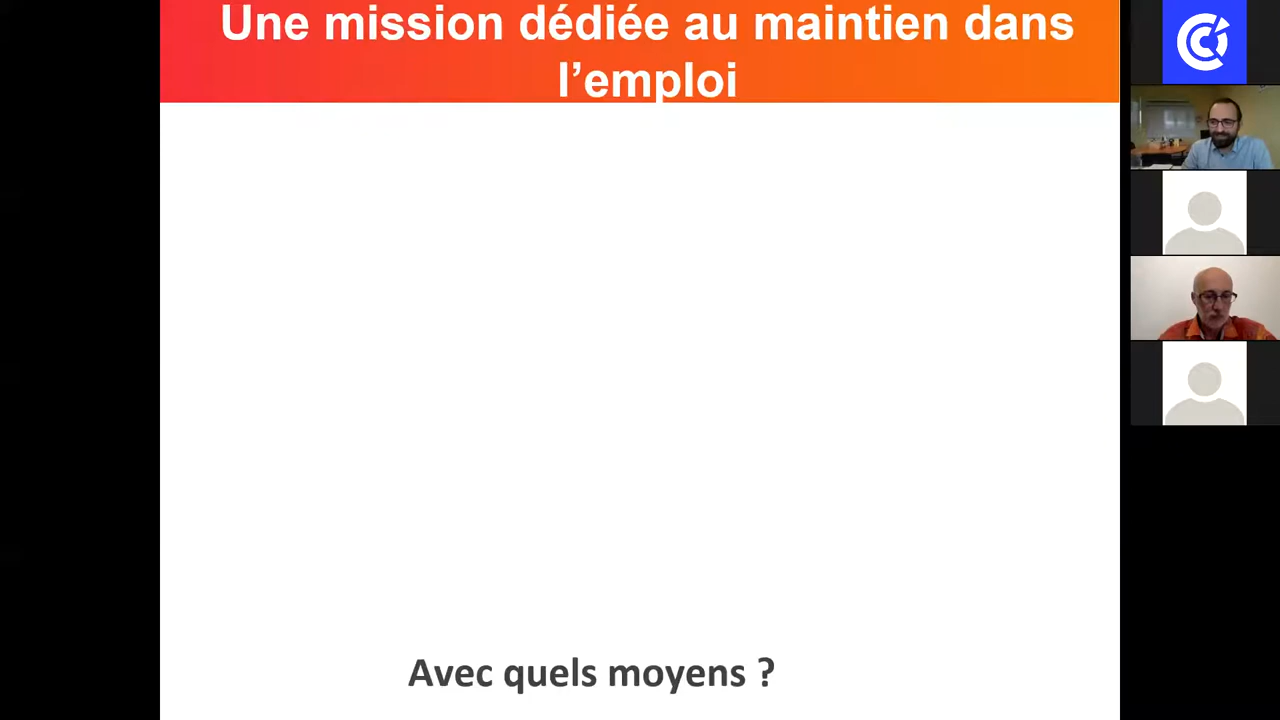 Une mission dédiée au maintien dans
l’emploi
Avec quels moyens ?